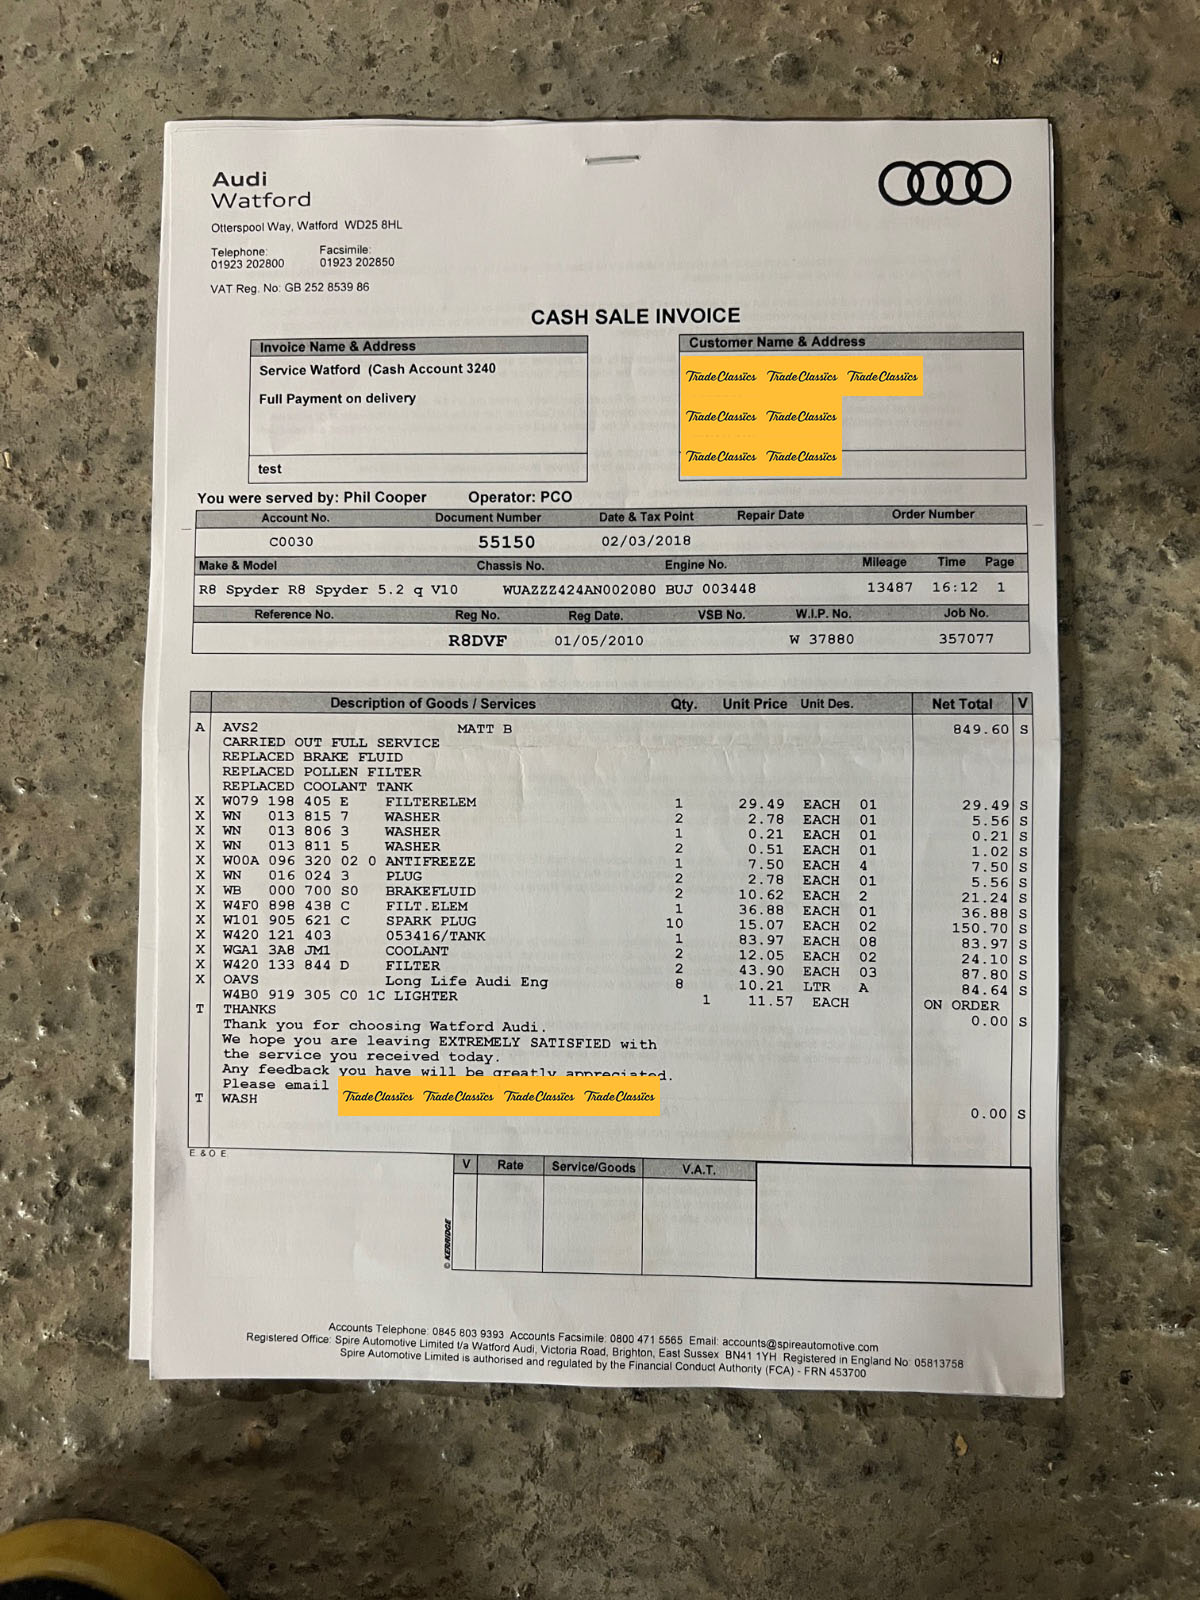 Audi
Watford
Otterspool Way, Watford WD25 8HL
Telephone: Facsimile:
01923 202800 01923 202850
VAT Reg. No: GB 252 8539 86
CASH SALE INVOICE
Invoice Name & Address
Service Watford (Cash Account 3240
Full Payment on delivery
test
Customer Name & Address
TradeClassics TradeClassics TradeClassics
TradeClassics TradeClassics
TradeClassics TradeClassics
You were served by: Phil Cooper Operator: PCO
Account No. Document Number Date & Tax Point Repair Date Order Number
C0030 55150 02/03/2018
Make & Model Chassis No. Engine No. Mileage Time Page
R8 Spyder R8 Spyder 5.2 q V10 WUAZZZ424AN002080 BUJ 003448 13487 16:12 1
Reference No. Reg No. Reg Date. VSB No. W.I.P. No. Job No.
R8DVF 01/05/2010 W 37880 357077
Description of Goods / Services Qty. Unit Price Unit Des. Net Total V
A AVS2 MATT B 849.60 S
CARRIED OUT FULL SERVICE
REPLACED BRAKE FLUID
REPLACED POLLEN FILTER
REPLACED COOLANT TANK
X W079 198 405 E FILTERELEM 1 29.49 EACH 01 29.49 S
X WN 013 815 7 WASHER 2 2.78 EACH 01 5.56 S
X WN 013 806 3 WASHER 1 0.21 EACH 01 0.21 S
X WN 013 811 5 WASHER 2 0.51 EACH 01 1.02 S
X W00A 096 320 02 0 ANTIFREEZE 1 7.50 EACH 4 7.50 S
X WN 016 024 3 PLUG 2 2.78 EACH 01 5.56 S
X WB 000 700 S0 BRAKEFLUID 2 10.62 EACH 2 21.24 S
X W4F0 898 438 C FILT.ELEM 1 36.88 EACH 01 36.88 S
X W101 905 621 C SPARK PLUG 10 15.07 EACH 02 150.70 S
X W420 121 403 053416/TANK 1 83.97 EACH 08 83.97 S
X WGA1 3A8 JM1 COOLANT 2 12.05 EACH 02 24.10 S
X W420 133 844 D FILTER 2 43.90 EACH 03 87.80 S
X OAVS Long Life Audi Eng 8 10.21 LTR A 84.64 S
W4B0 919 305 C0 1C LIGHTER 1 11.57 EACH ON ORDER
T THANKS 0.00 S
Thank you for choosing Watford Audi.
We hope you are leaving EXTREMELY SATISFIED with
the service you received today.
Any feedback you have will be greatly appreciated.
Please email TradeClassics TradeClassics TradeClassics TradeClassics
T WASH 0.00 S
E & O E
V Rate Service/Goods V.A.T.
© KERRIDGE
Accounts Telephone: 0845 803 9393 Accounts Facsimile: 0800 471 5565 Email: accounts@spireautomotive.com
Registered Office: Spire Automotive Limited t/a Watford Audi, Victoria Road, Brighton, East Sussex BN41 1YH Registered in England No: 05813758
Spire Automotive Limited is authorised and regulated by the Financial Conduct Authority (FCA) - FRN 453700